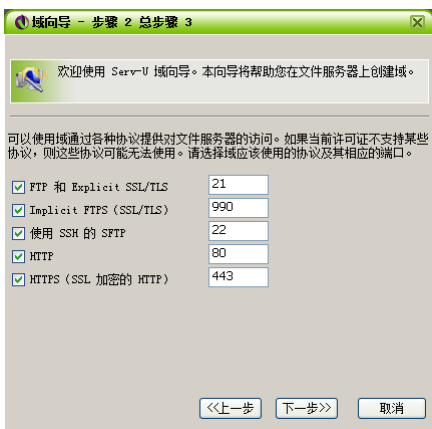 域向导 - 步骤 2 总步骤 3
欢迎使用 Serv-U 域向导。本向导将帮助您在文件服务器上创建域。
可以使用域通过各种协议提供对文件服务器的访问。如果当前许可证不支持某些
协议，则这些协议可能无法使用。请选择域应该使用的协议及其相应的端口。
FTP 和 Explicit SSL/TLS 21
Implicit FTPS (SSL/TLS) 990
使用 SSH 的 SFTP 22
HTTP 80
HTTPS (SSL 加密的 HTTP) 443
<<上一步 下一步>> 取消